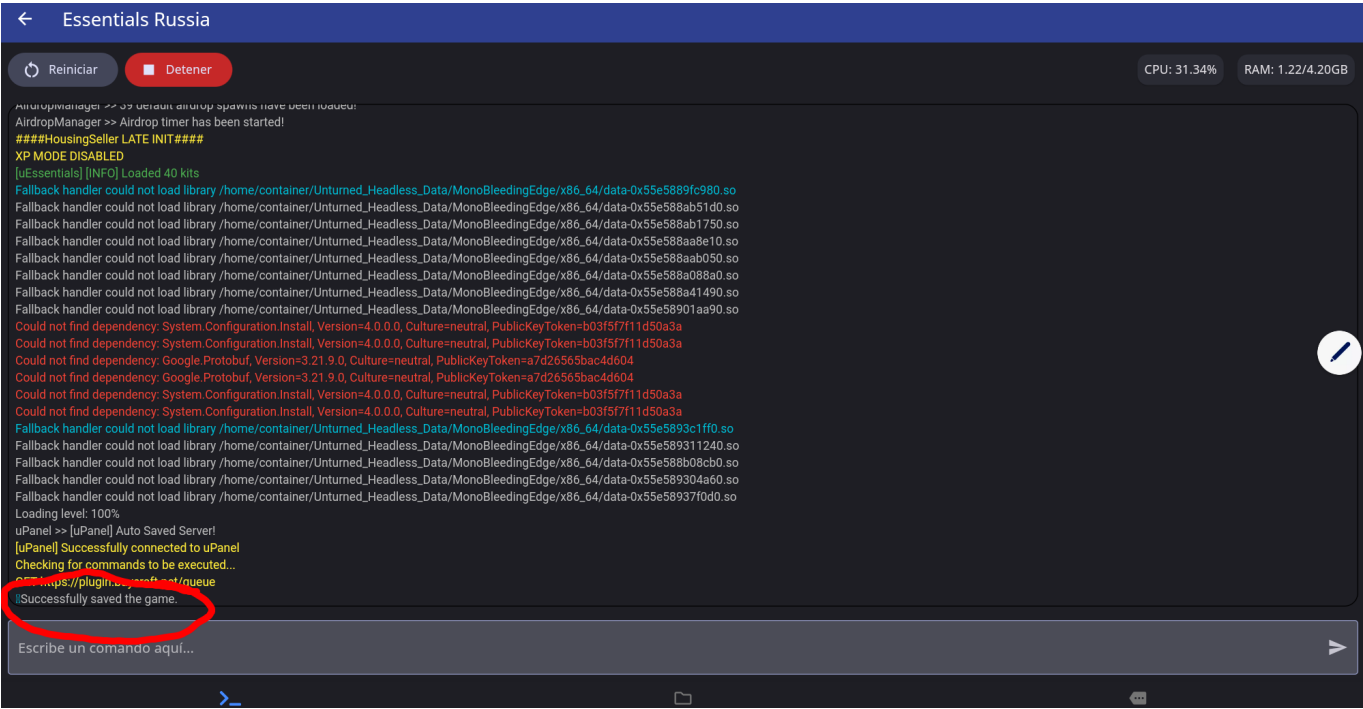 Essentials Russia
Reiniciar
Detener
CPU: 31.34%
RAM: 1.22/4.20GB
AirdropManager >> 39 default airdrop spawns have been loaded!
AirdropManager >> Airdrop timer has been started!
####HousingSeller LATE INIT####
XP MODE DISABLED
[uEssentials] [INFO] Loaded 40 kits
Fallback handler could not load library /home/container/Unturned_Headless_Data/MonoBleedingEdge/x86_64/data-0x55e5889fc980.so
Fallback handler could not load library /home/container/Unturned_Headless_Data/MonoBleedingEdge/x86_64/data-0x55e588ab51d0.so
Fallback handler could not load library /home/container/Unturned_Headless_Data/MonoBleedingEdge/x86_64/data-0x55e588ab1750.so
Fallback handler could not load library /home/container/Unturned_Headless_Data/MonoBleedingEdge/x86_64/data-0x55e588aa8e10.so
Fallback handler could not load library /home/container/Unturned_Headless_Data/MonoBleedingEdge/x86_64/data-0x55e588aab050.so
Fallback handler could not load library /home/container/Unturned_Headless_Data/MonoBleedingEdge/x86_64/data-0x55e588a088a0.so
Fallback handler could not load library /home/container/Unturned_Headless_Data/MonoBleedingEdge/x86_64/data-0x55e588a41490.so
Fallback handler could not load library /home/container/Unturned_Headless_Data/MonoBleedingEdge/x86_64/data-0x55e58901aa90.so
Could not find dependency: System.Configuration.Install, Version=4.0.0.0, Culture=neutral, PublicKeyToken=b03f5f7f11d50a3a
Could not find dependency: System.Configuration.Install, Version=4.0.0.0, Culture=neutral, PublicKeyToken=b03f5f7f11d50a3a
Could not find dependency: Google.Protobuf, Version=3.21.9.0, Culture=neutral, PublicKeyToken=a7d26565bac4d604
Could not find dependency: Google.Protobuf, Version=3.21.9.0, Culture=neutral, PublicKeyToken=a7d26565bac4d604
Could not find dependency: System.Configuration.Install, Version=4.0.0.0, Culture=neutral, PublicKeyToken=b03f5f7f11d50a3a
Could not find dependency: System.Configuration.Install, Version=4.0.0.0, Culture=neutral, PublicKeyToken=b03f5f7f11d50a3a
Fallback handler could not load library /home/container/Unturned_Headless_Data/MonoBleedingEdge/x86_64/data-0x55e5893c1ff0.so
Fallback handler could not load library /home/container/Unturned_Headless_Data/MonoBleedingEdge/x86_64/data-0x55e589311240.so
Fallback handler could not load library /home/container/Unturned_Headless_Data/MonoBleedingEdge/x86_64/data-0x55e588b08cb0.so
Fallback handler could not load library /home/container/Unturned_Headless_Data/MonoBleedingEdge/x86_64/data-0x55e589304a60.so
Fallback handler could not load library /home/container/Unturned_Headless_Data/MonoBleedingEdge/x86_64/data-0x55e58937f0d0.so
Loading level: 100%
uPanel >> [uPanel] Auto Saved Server!
[uPanel] Successfully connected to uPanel
Checking for commands to be executed...
GET
Successfully saved the game.
Escribe un comando aquí...